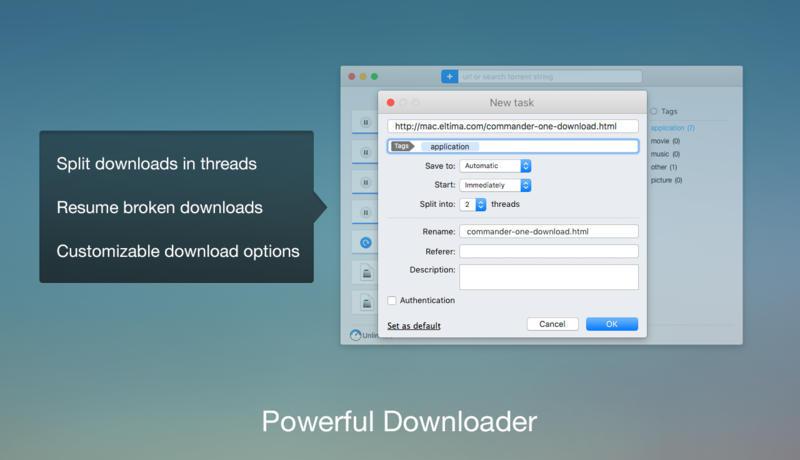 Split downloads in threads
Resume broken downloads
Customizable download options
url or search torrent string
New task
http://mac.eltima.com/commander-one-download.html
Tags application
Save to: Automatic
Start: Immediately
Split into: 2 threads
Rename: commander-one-download.html
Referer:
Description:
Authentication
Set as default Cancel OK
Tags
application (7)
movie (0)
music (0)
other (1)
picture (0)
Powerful Downloader